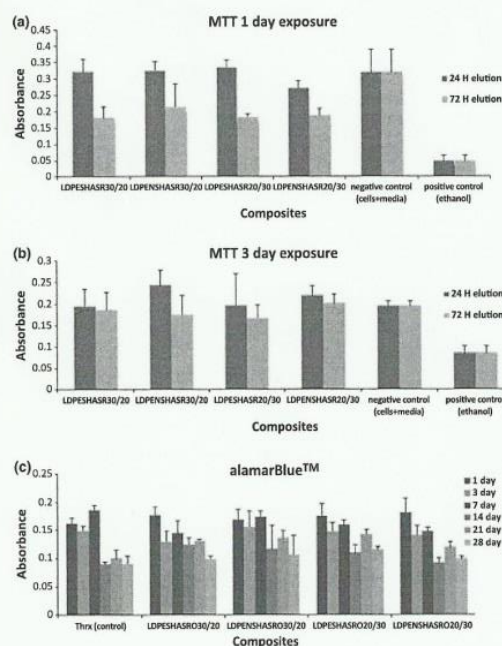 (a)
MTT 1 day exposure
Absorbance
0.45
0.4
0.35
0.3
0.25
0.2
0.15
0.1
0.05
0
24 H elution
72 H elution
LDPESHASR30/20 LDPENSHASR30/20 LDPESHASR20/30 LDPENSHASR20/30 negative control (cells+media) positive control (ethanol)
Composites
(b)
MTT 3 day exposure
Absorbance
0.3
0.25
0.2
0.15
0.1
0.05
0
24 H elution
72 H elution
LDPESHASR30/20 LDPENSHASR30/20 LDPESHASR20/30 LDPENSHASR20/30 negative control (cells+media) positive control (ethanol)
Composites
(c)
alamarBlue™
Absorbance
0.25
0.2
0.15
0.1
0.05
0
1 day
3 day
7 day
14 day
21 day
28 day
Thrx (control) LDPESHASRO30/20 LDPENSHASRO30/20 LDPESHASRO20/30 LDPENSHASRO20/30
Composites